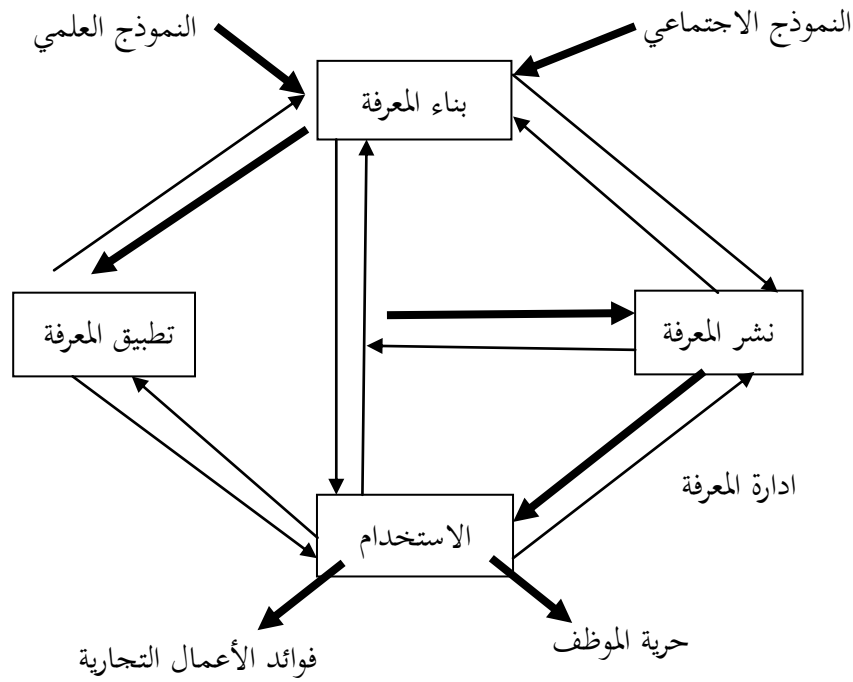 النموذج الاجتماعي
النموذج العلمي
بناء المعرفة
نشر المعرفة
تطبيق المعرفة
ادارة المعرفة
الاستخدام
حرية الموظف
فوائد الأعمال التجارية